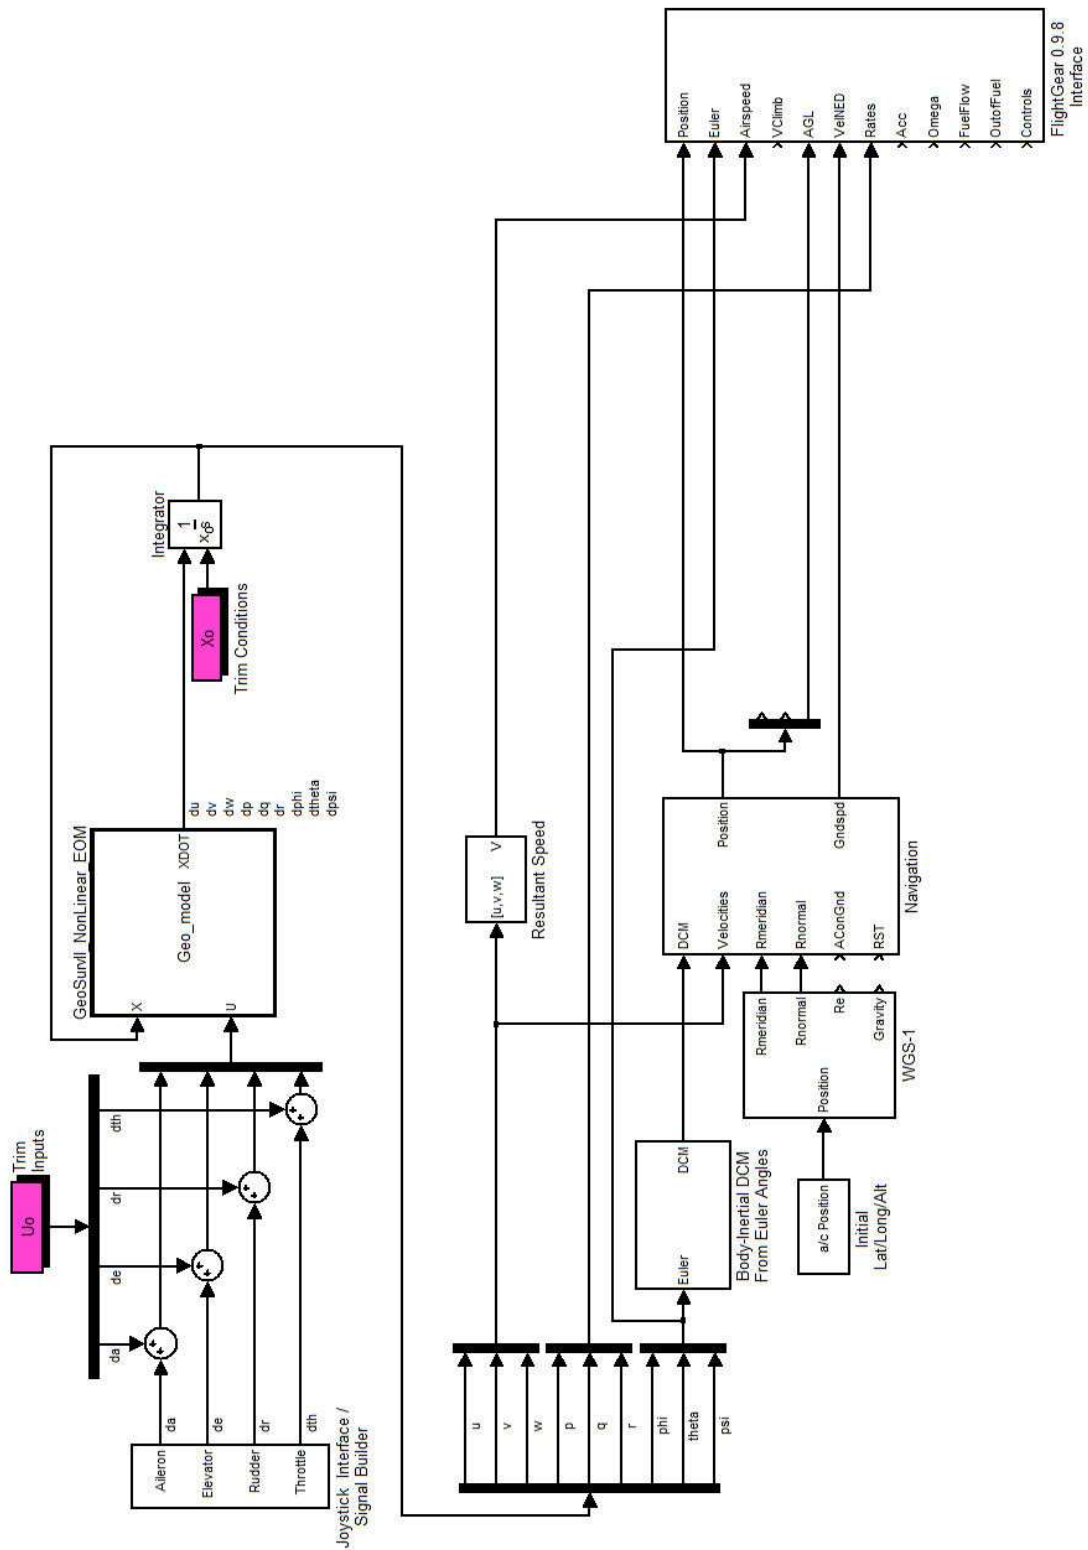 Uo
Trim
Inputs
da
de
dr
dth
Aileron
Elevator
Rudder
Throttle
da
de
dr
dth
Joystick Interface /
Signal Builder
GeoSurvII_NonLinear_EOM
X
U
Geo_model
XDOT
du
dv
dw
dp
dq
dr
dphi
dtheta
dpsi
Xo
Trim Conditions
Integrator
1
s
xo
u
v
w
p
q
r
phi
theta
psi
[u,v,w]
V
Resultant Speed
Euler
DCM
Body-Inertial DCM
From Euler Angles
a/c Position
Initial
Lat/Long/Alt
Position
Rmeridian
Rnormal
Re
Gravity
WGS-1
DCM
Velocities
Rmeridian
Rnormal
AConGnd
RST
Position
Gndspd
Navigation
Position
Euler
Airspeed
VClimb
AGL
VelNED
Rates
Acc
Omega
FuelFlow
OutofFuel
Controls
FlightGear 0.9.8
Interface